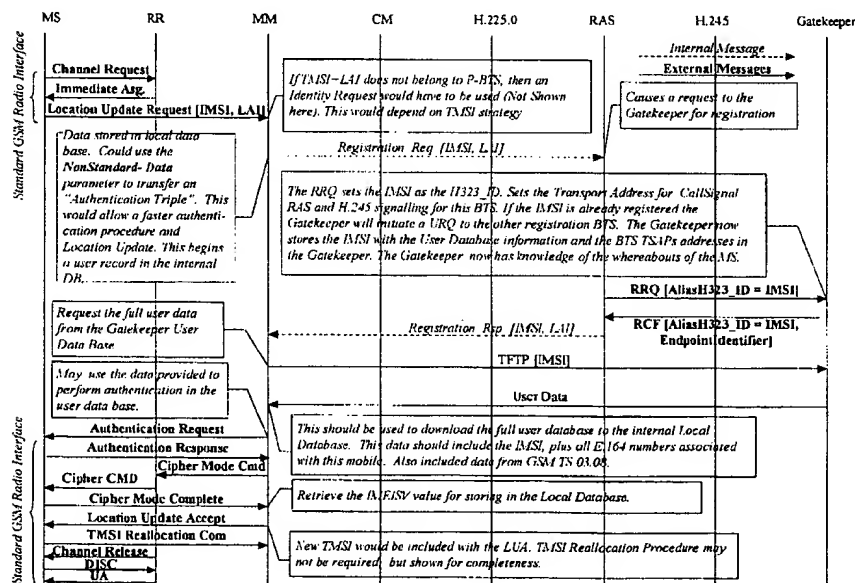 MS RR MM CM H.225.0 RAS H.245 Gatekeeper
Standard GSM Radio Interface
Internal Message
External Messages
Channel Request
Immediate Asg.
Location Update Request [IMSI, LAI]
If TMSI-LAI does not belong to P-BTS, then an
Identity Request would have to be used (Not Shown
here). This would depend on TMSI strategy
Causes a request to the
Gatekeeper for registration
Data stored in local data
base. Could use the
NonStandard-Data
parameter to transfer an
"Authentication Triple". This
would allow a faster authenti-
cation procedure and
Location Update. This begins
a user record in the internal
DB.
Registration Req [IMSI, LAI]
The RRQ sets the IMSI as the H323_ID. Sets the Transport Address for CallSignal
RAS and H.245 signalling for this BTS. If the IMSI is already registered the
Gatekeeper will initiate a URQ to the other registration BTS. The Gatekeeper now
stores the IMSI with the User Database information and the BTS TSAPs addresses in
the Gatekeeper. The Gatekeeper now has knowledge of the whereabouts of the MS.
RRQ [AliasH323_ID = IMSI]
Request the full user data
from the Gatekeeper User
Data Base
Registration Rsp [IMSI, LAI]
RCF [AliasH323_ID = IMSI,
EndpointIdentifier]
TFTP [IMSI]
May use the data provided to
perform authentication in the
user data base.
User Data
Standard GSM Radio Interface
Authentication Request
Authentication Response
Cipher Mode Cmd
Cipher CMD
Cipher Mode Complete
Location Update Accept
TMSI Reallocation Com
Channel Release
DISC
UA
This should be used to download the full user database to the internal Local
Database. This data should include the IMSI, plus all E.164 numbers associated
with this mobile. Also included data from GSM TS 03.08.
Retrieve the IMEISV value for storing in the Local Database.
New TMSI would be included with the LUA. TMSI Reallocation Procedure may
not be required, but shown for completeness.